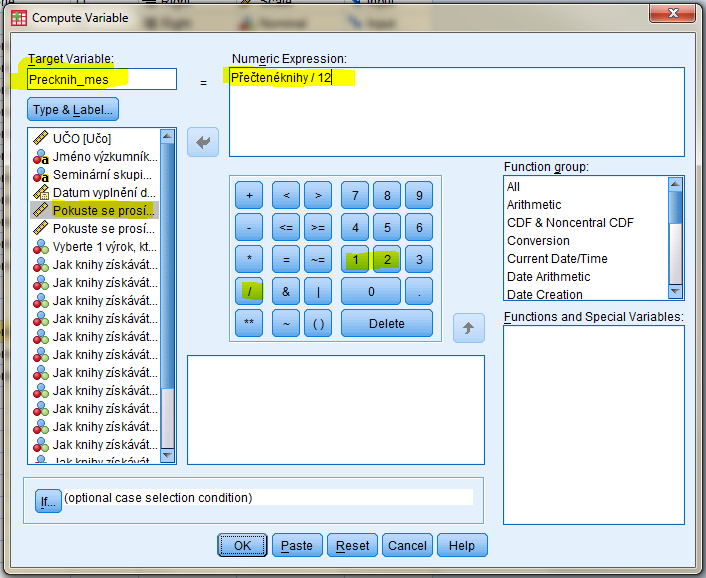 Compute Variable
Target Variable:
Precknih_mes
=
Numeric Expression:
Přečtenéknihy / 12
Type & Label...
UČO [Učo]
Jméno výzkumník...
Seminární skupi...
Datum vyplnění d...
Pokuste se prosí...
Pokuste se prosí...
Vyberte 1 výrok, kt...
Jak knihy získávát...
Jak knihy získávát...
Jak knihy získávát...
Jak knihy získávát...
Jak knihy získávát...
Jak knihy získávát...
Jak knihy získávát...
Jak knihy získávát...
Jak knihy získávát...
Jak knihy získávát...
Jak knihy získávát...
Jak knihy získávát...
+ < > 7 8 9
- <= >= 4 5 6
* = ~= 1 2 3
/ & | 0 .
** ~ ( ) Delete
Function group:
All
Arithmetic
CDF & Noncentral CDF
Conversion
Current Date/Time
Date Arithmetic
Date Creation
Functions and Special Variables:
If... (optional case selection condition)
OK Paste Reset Cancel Help